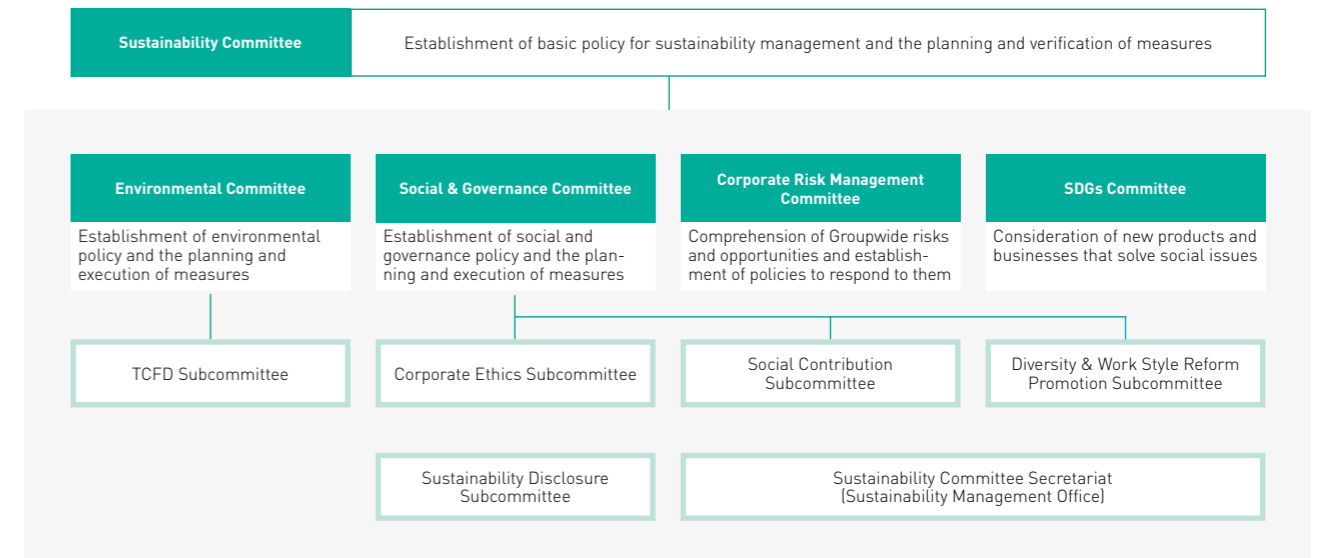 Sustainability Committee
Establishment of basic policy for sustainability management and the planning and verification of measures
Environmental Committee
Establishment of environmental
policy and the planning and
execution of measures
Social & Governance Committee
Establishment of social and
governance policy and the plan-
ning and execution of measures
Corporate Risk Management
Committee
Comprehension of Groupwide risks
and opportunities and establish-
ment of policies to respond to them
SDGs Committee
Consideration of new products and
businesses that solve social issues
TCFD Subcommittee
Corporate Ethics Subcommittee
Social Contribution
Subcommittee
Diversity & Work Style Reform
Promotion Subcommittee
Sustainability Disclosure
Subcommittee
Sustainability Committee Secretariat
(Sustainability Management Office)